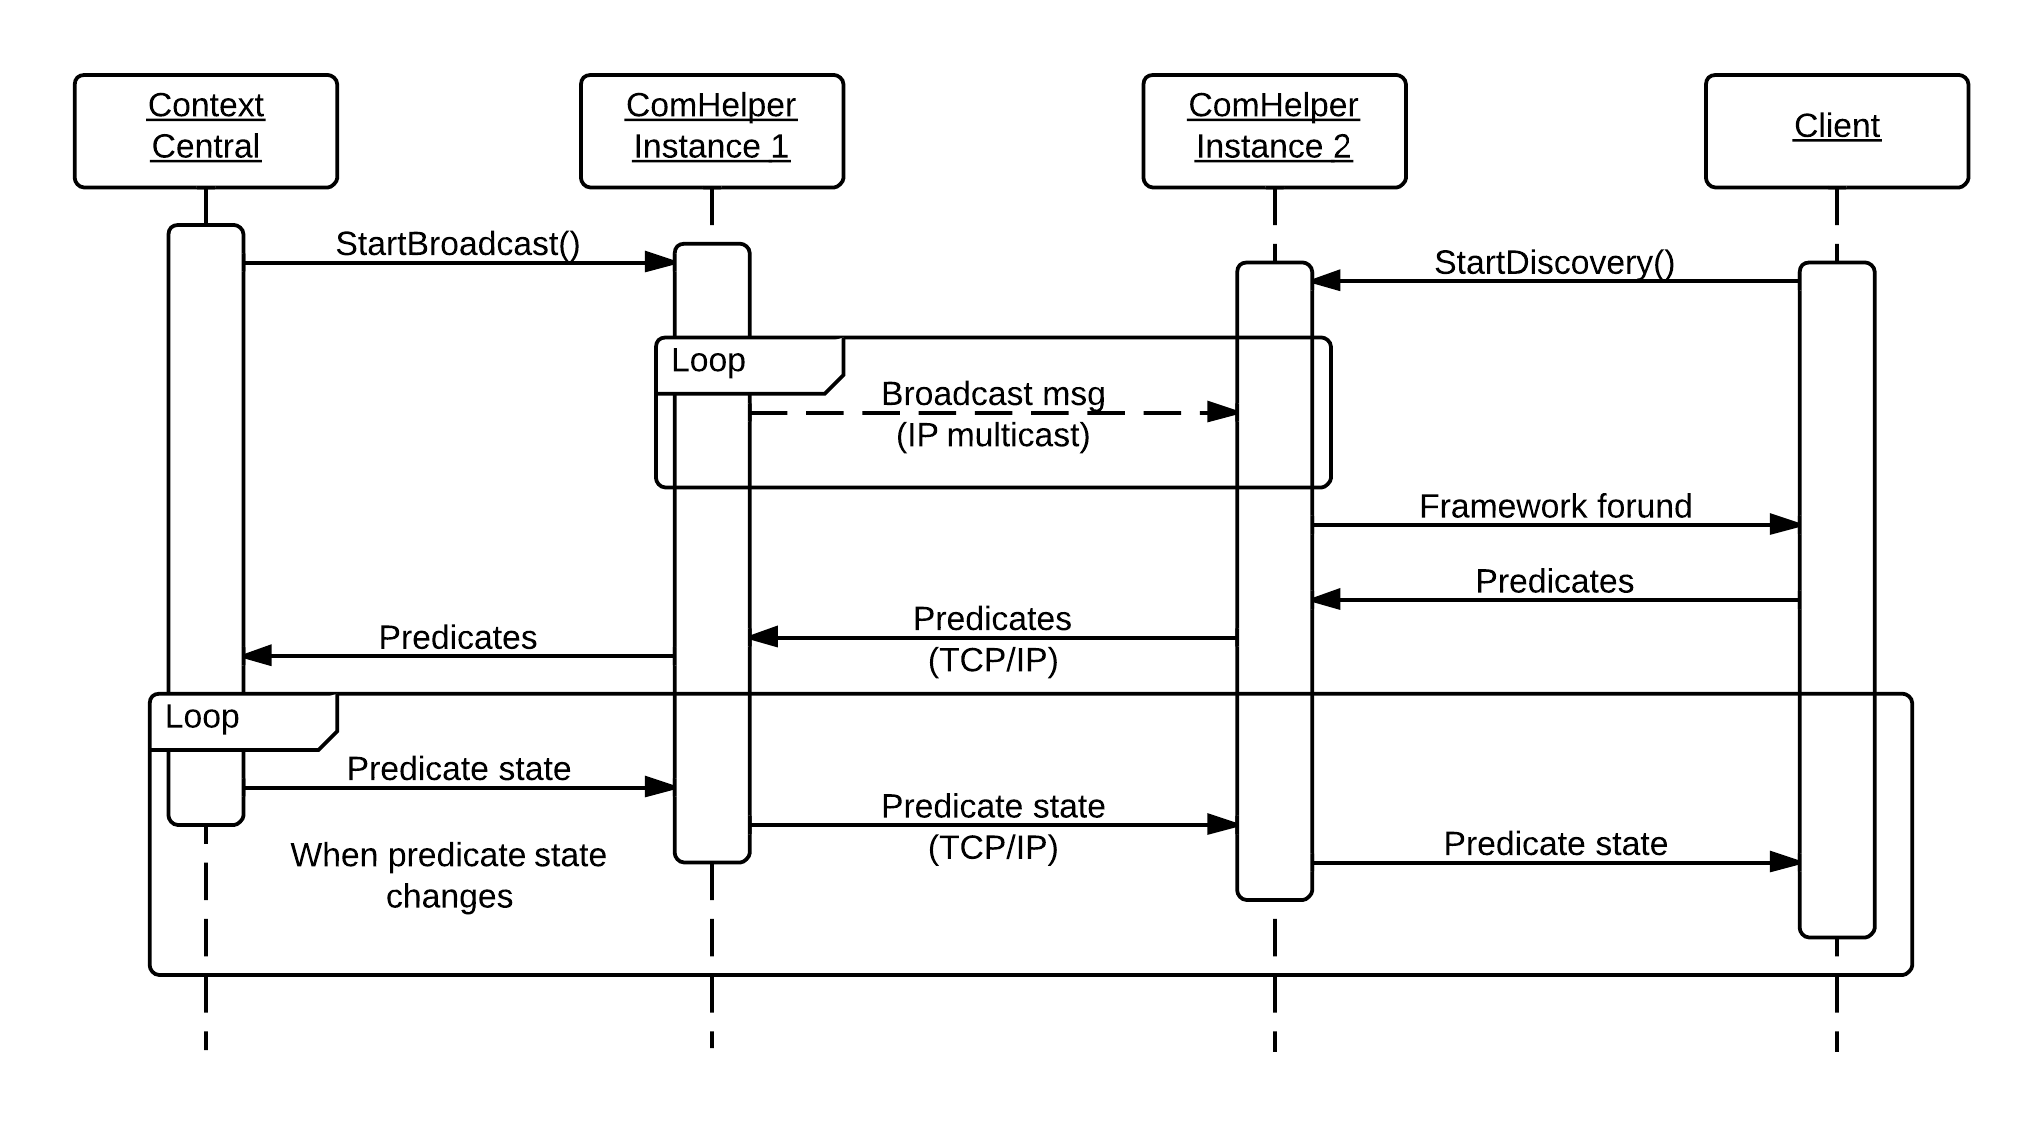 Context
Central
ComHelper
Instance 1
ComHelper
Instance 2
Client
StartBroadcast()
StartDiscovery()
Loop
Broadcast msg
(IP multicast)
Framework forund
Predicates
Predicates
(TCP/IP)
Predicates
Loop
Predicate state
Predicate state
(TCP/IP)
Predicate state
When predicate state
changes